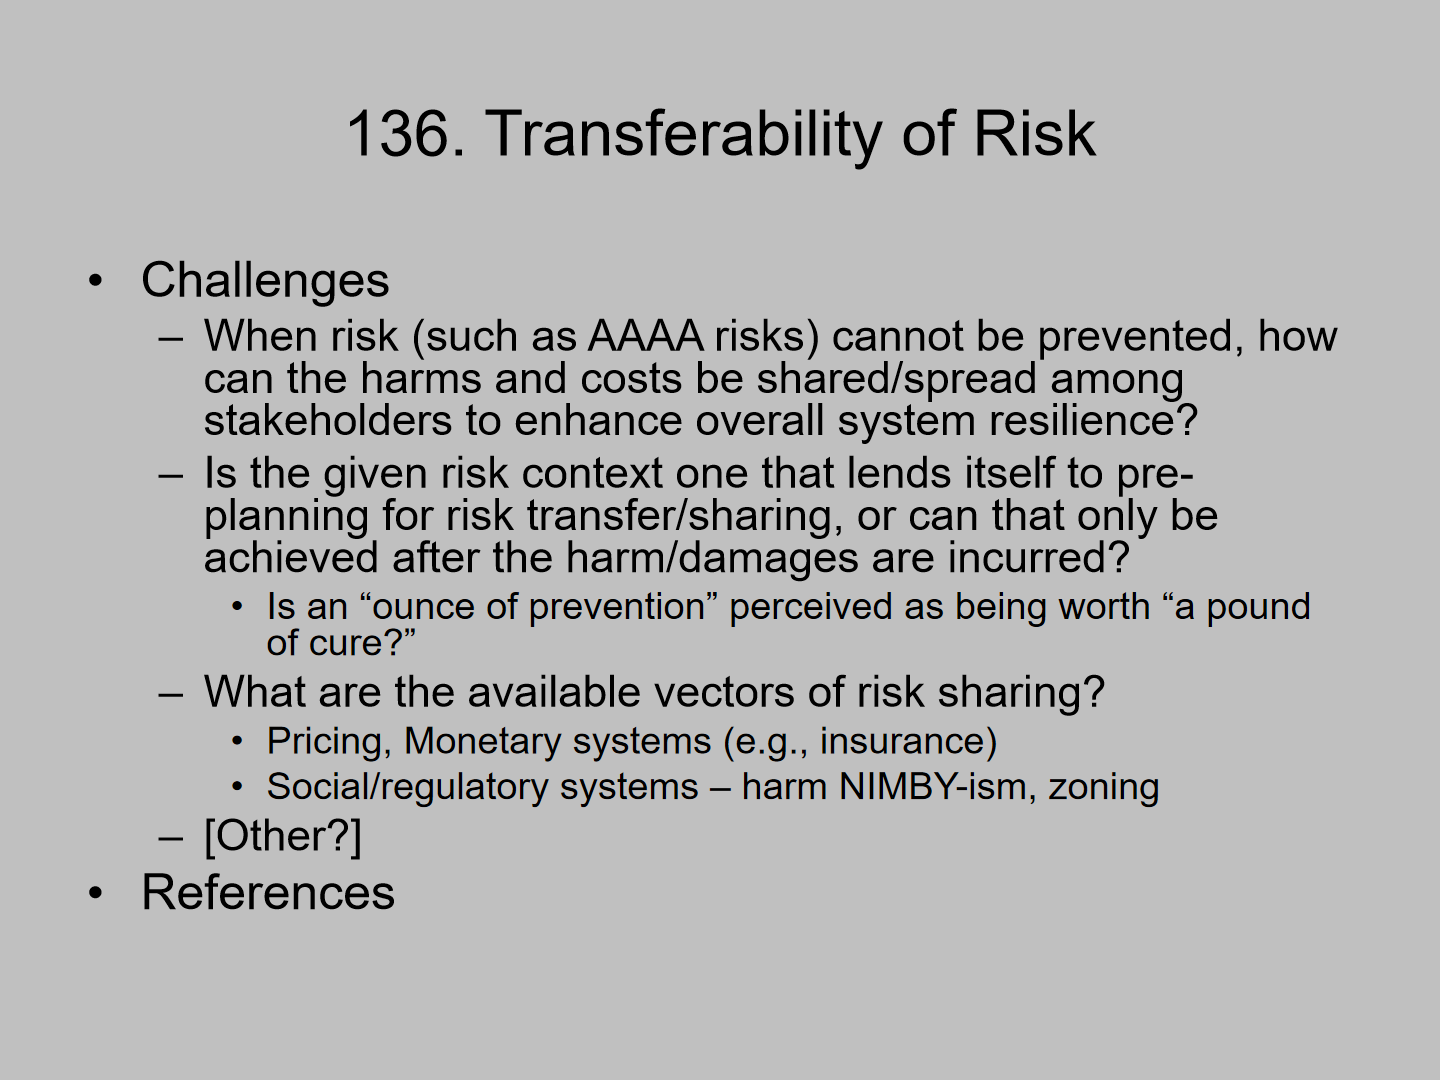 136. Transferability of Risk
• Challenges
– When risk (such as AAAA risks) cannot be prevented, how
can the harms and costs be shared/spread among
stakeholders to enhance overall system resilience?
– Is the given risk context one that lends itself to pre-
planning for risk transfer/sharing, or can that only be
achieved after the harm/damages are incurred?
• Is an “ounce of prevention” perceived as being worth “a pound
of cure?”
– What are the available vectors of risk sharing?
• Pricing, Monetary systems (e.g., insurance)
• Social/regulatory systems – harm NIMBY-ism, zoning
– [Other?]
• References